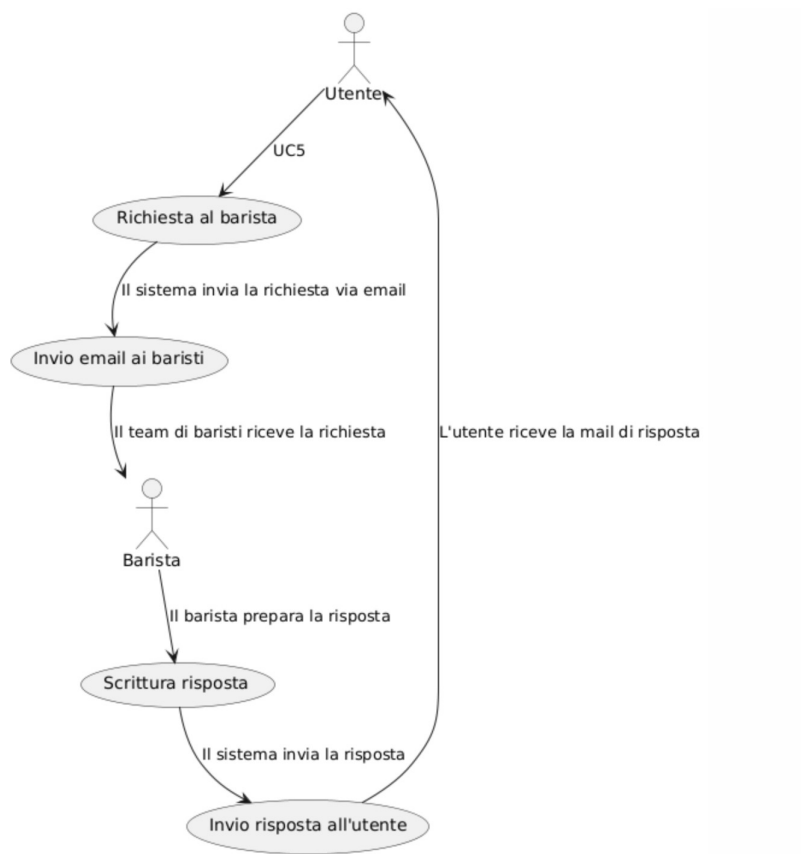 Utente
UC5
Richiesta al barista
Il sistema invia la richiesta via email
Invio email ai baristi
Il team di baristi riceve la richiesta
L'utente riceve la mail di risposta
Barista
Il barista prepara la risposta
Scrittura risposta
Il sistema invia la risposta
Invio risposta all'utente